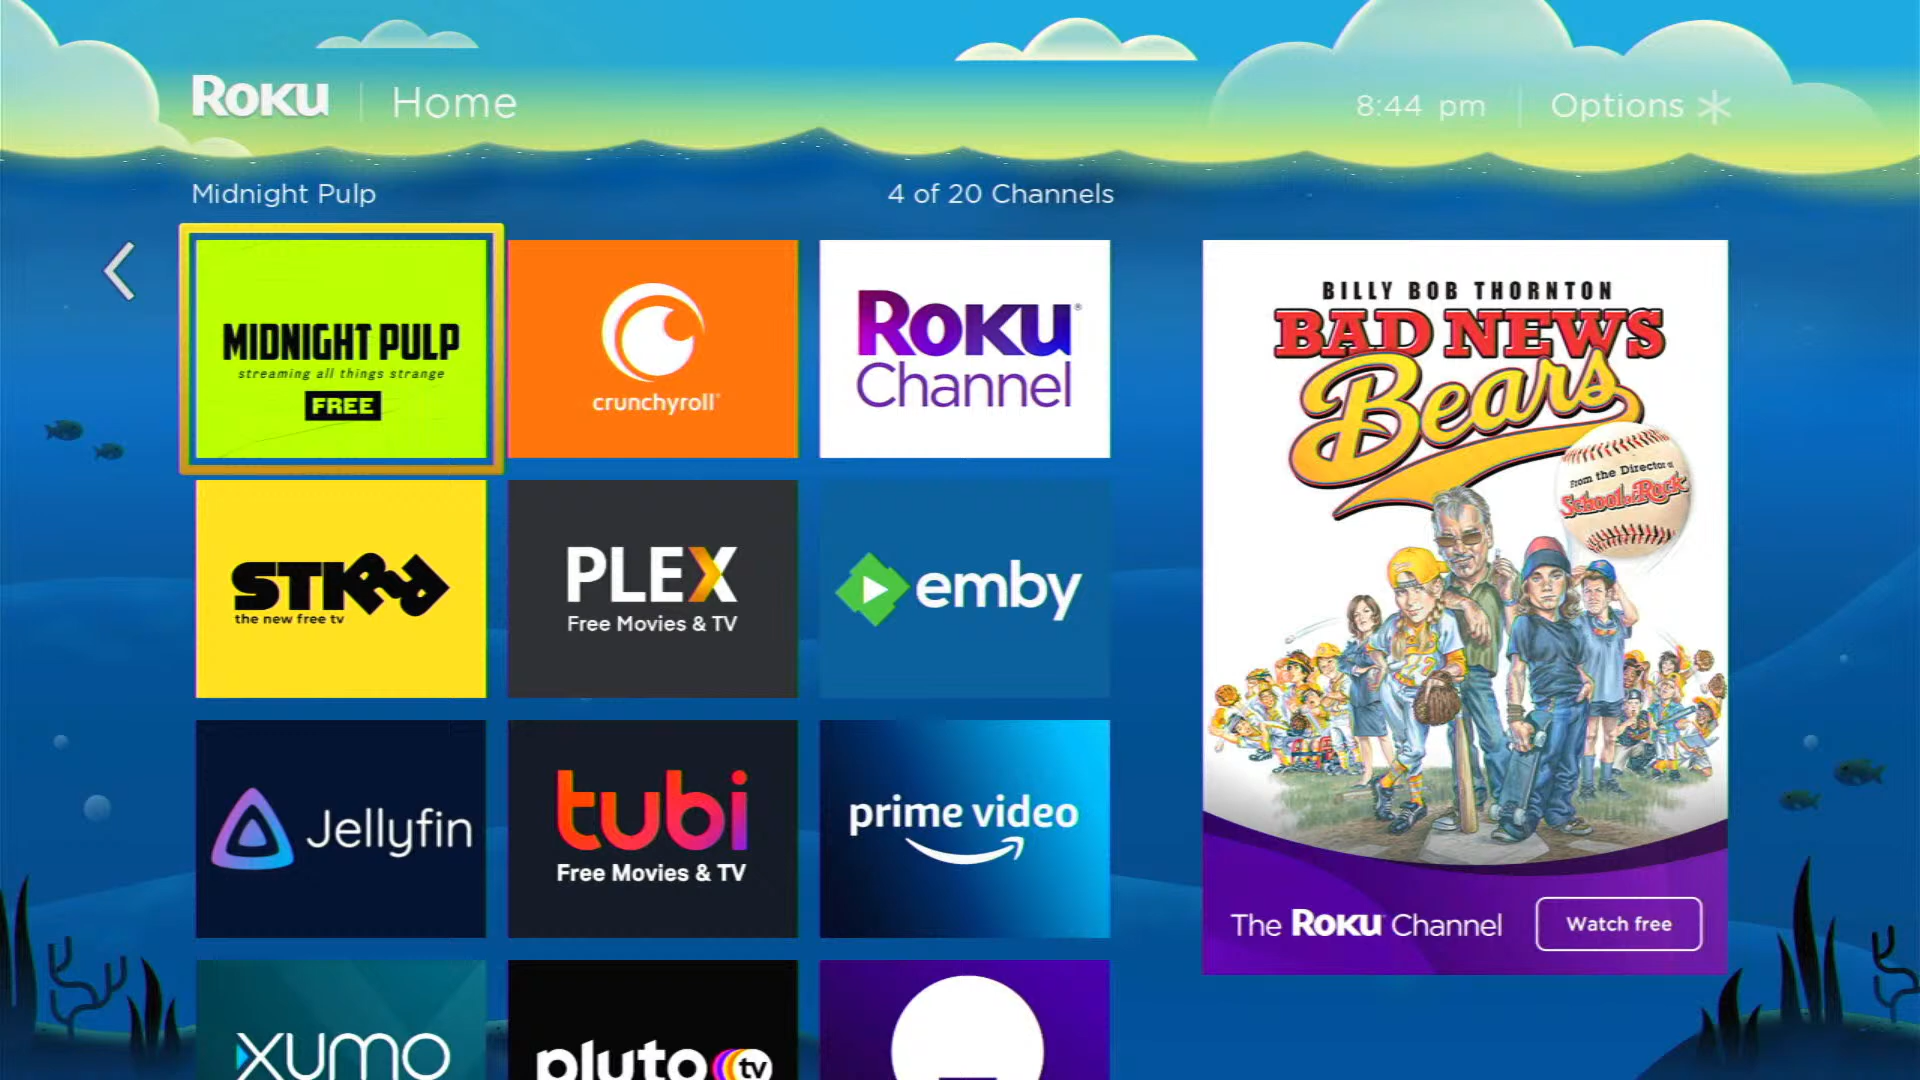 Roku | Home
8:44 pm | Options
Midnight Pulp
4 of 20 Channels
MIDNIGHT PULP
streaming all things strange
FREE
crunchyroll
Roku
Channel
STIRR
the new free tv
PLEX
Free Movies & TV
emby
Jellyfin
tubi
Free Movies & TV
prime video
xumo
pluto tv
BILLY BOB THORNTON
BAD NEWS
Bears
From the Director of
School of Rock
The Roku Channel
Watch free